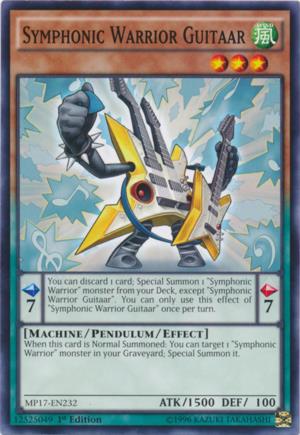 SYMPHONIC WARRIOR GUITAAR
風
You can discard 1 card; Special Summon 1 "Symphonic
Warrior" monster from your Deck, except "Symphonic
Warrior Guitaar". You can only use this effect of
"Symphonic Warrior Guitaar" once per turn.
7
7
[MACHINE/PENDULUM/EFFECT]
When this card is Normal Summoned: You can target 1 "Symphonic
Warrior" monster in your Graveyard; Special Summon it.
MP17-EN232
ATK/1500 DEF/ 100
12525049 1st Edition
©1996 KAZUKI TAKAHASHI